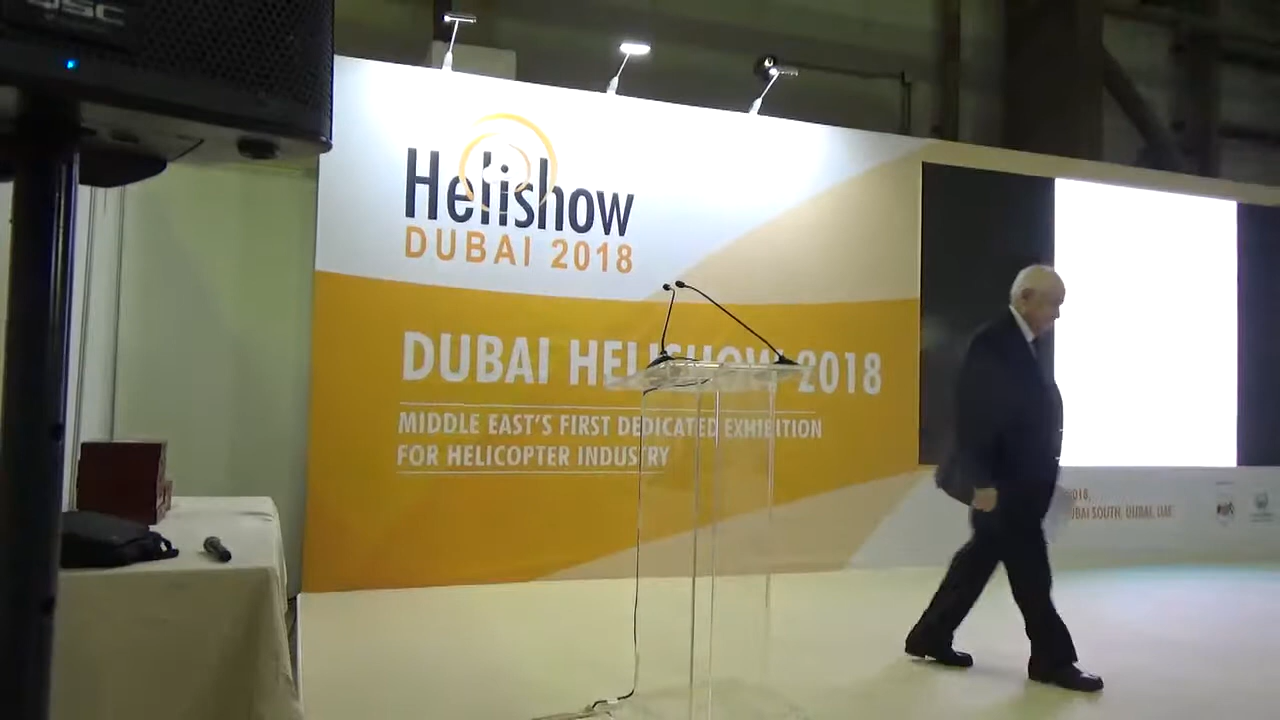 QSC
Helishow
DUBAI 2018
DUBAI HELISHOW 2018
MIDDLE EAST'S FIRST DEDICATED EXHIBITION
FOR HELICOPTER INDUSTRY
2018,
DUBAI SOUTH, DUBAI, UAE